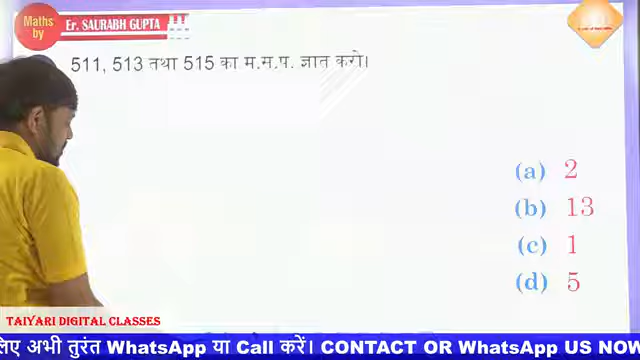 Maths
by
Er. SAURABH GUPTA
511, 513 तथा 515 का म.स.प. ज्ञात करो।
(a) 2
(b) 13
(c) 1
(d) 5
TAIYARI DIGITAL CLASSES
लिए अभी तुरंत WhatsApp या Call करें। CONTACT OR WhatsApp US NOW